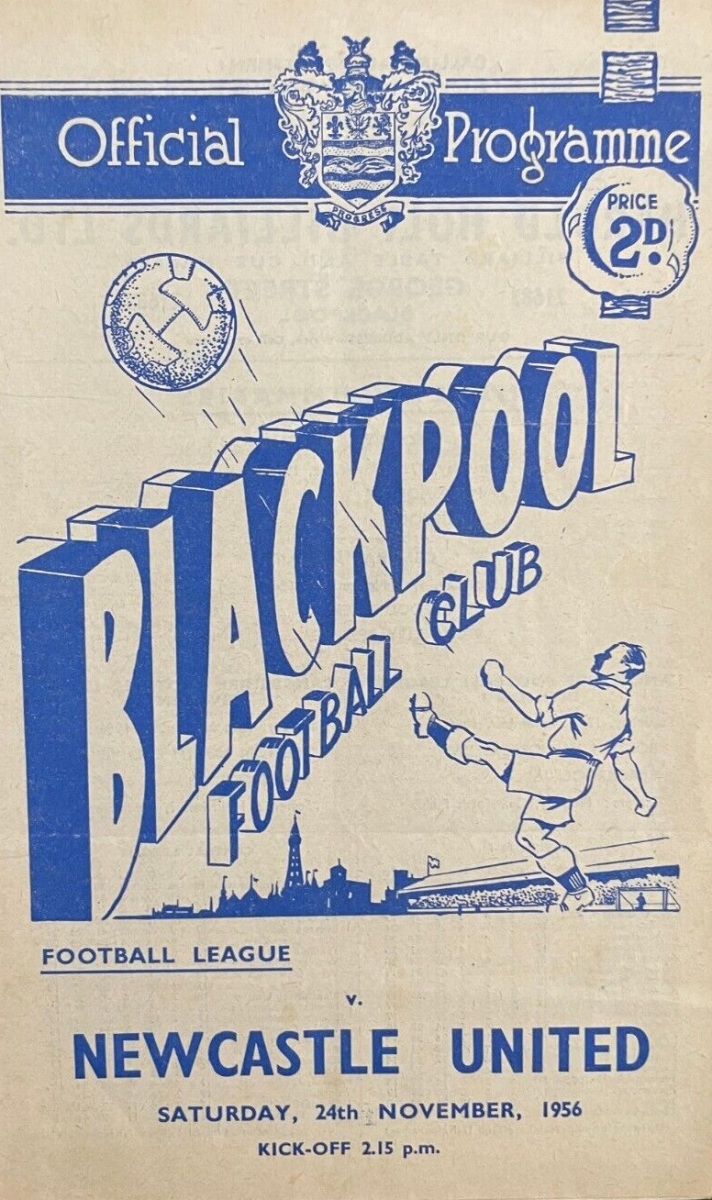 Official Programme
PROGRESS
PRICE
2D.
BLACKPOOL
FOOTBALL CLUB
FOOTBALL LEAGUE
v.
NEWCASTLE UNITED
SATURDAY, 24th NOVEMBER, 1956
KICK-OFF 2.15 p.m.